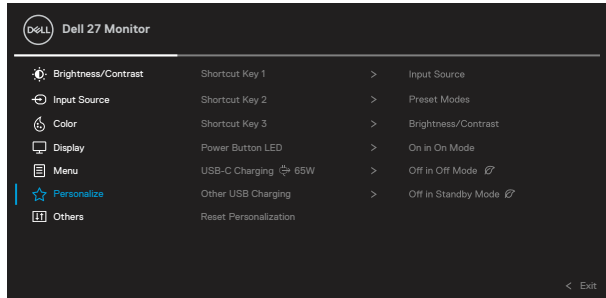 DELL Dell 27 Monitor
Brightness/Contrast Shortcut Key 1 > Input Source
Input Source Shortcut Key 2 > Preset Modes
Color Shortcut Key 3 > Brightness/Contrast
Display Power Button LED > On in On Mode
Menu USB-C Charging 65W > Off in Off Mode
Personalize Other USB Charging > Off in Standby Mode
Others Reset Personalization
< Exit